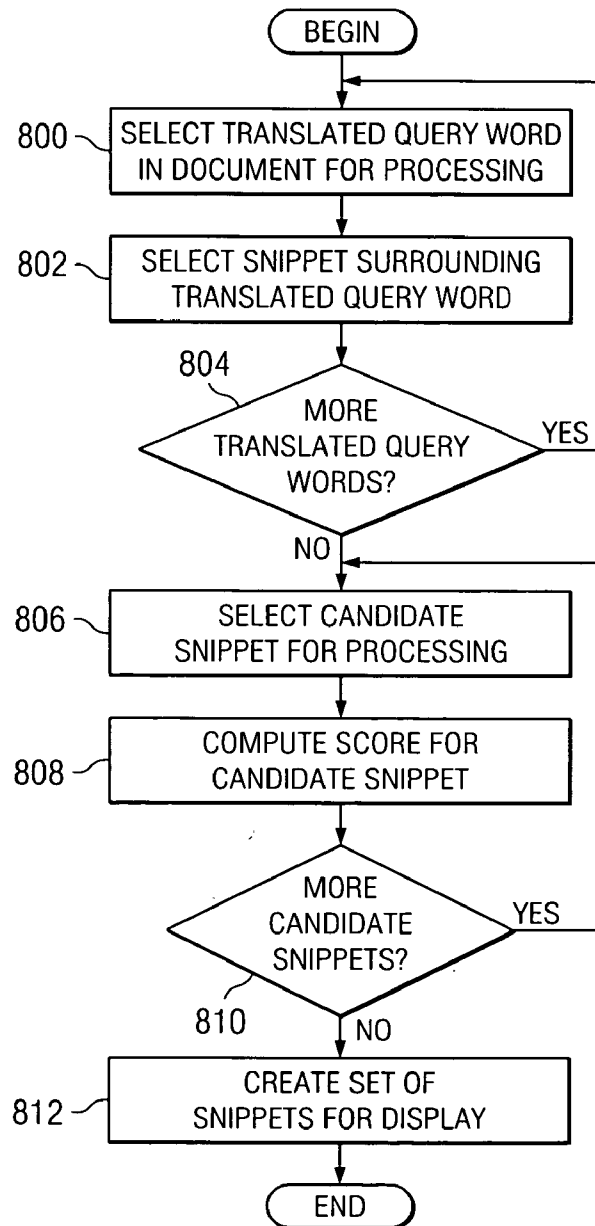 BEGIN
800
SELECT TRANSLATED QUERY WORD
IN DOCUMENT FOR PROCESSING
802
SELECT SNIPPET SURROUNDING
TRANSLATED QUERY WORD
804
MORE
TRANSLATED QUERY
WORDS?
YES
NO
806
SELECT CANDIDATE
SNIPPET FOR PROCESSING
808
COMPUTE SCORE FOR
CANDIDATE SNIPPET
MORE
CANDIDATE
SNIPPETS?
YES
810
NO
812
CREATE SET OF
SNIPPETS FOR DISPLAY
END